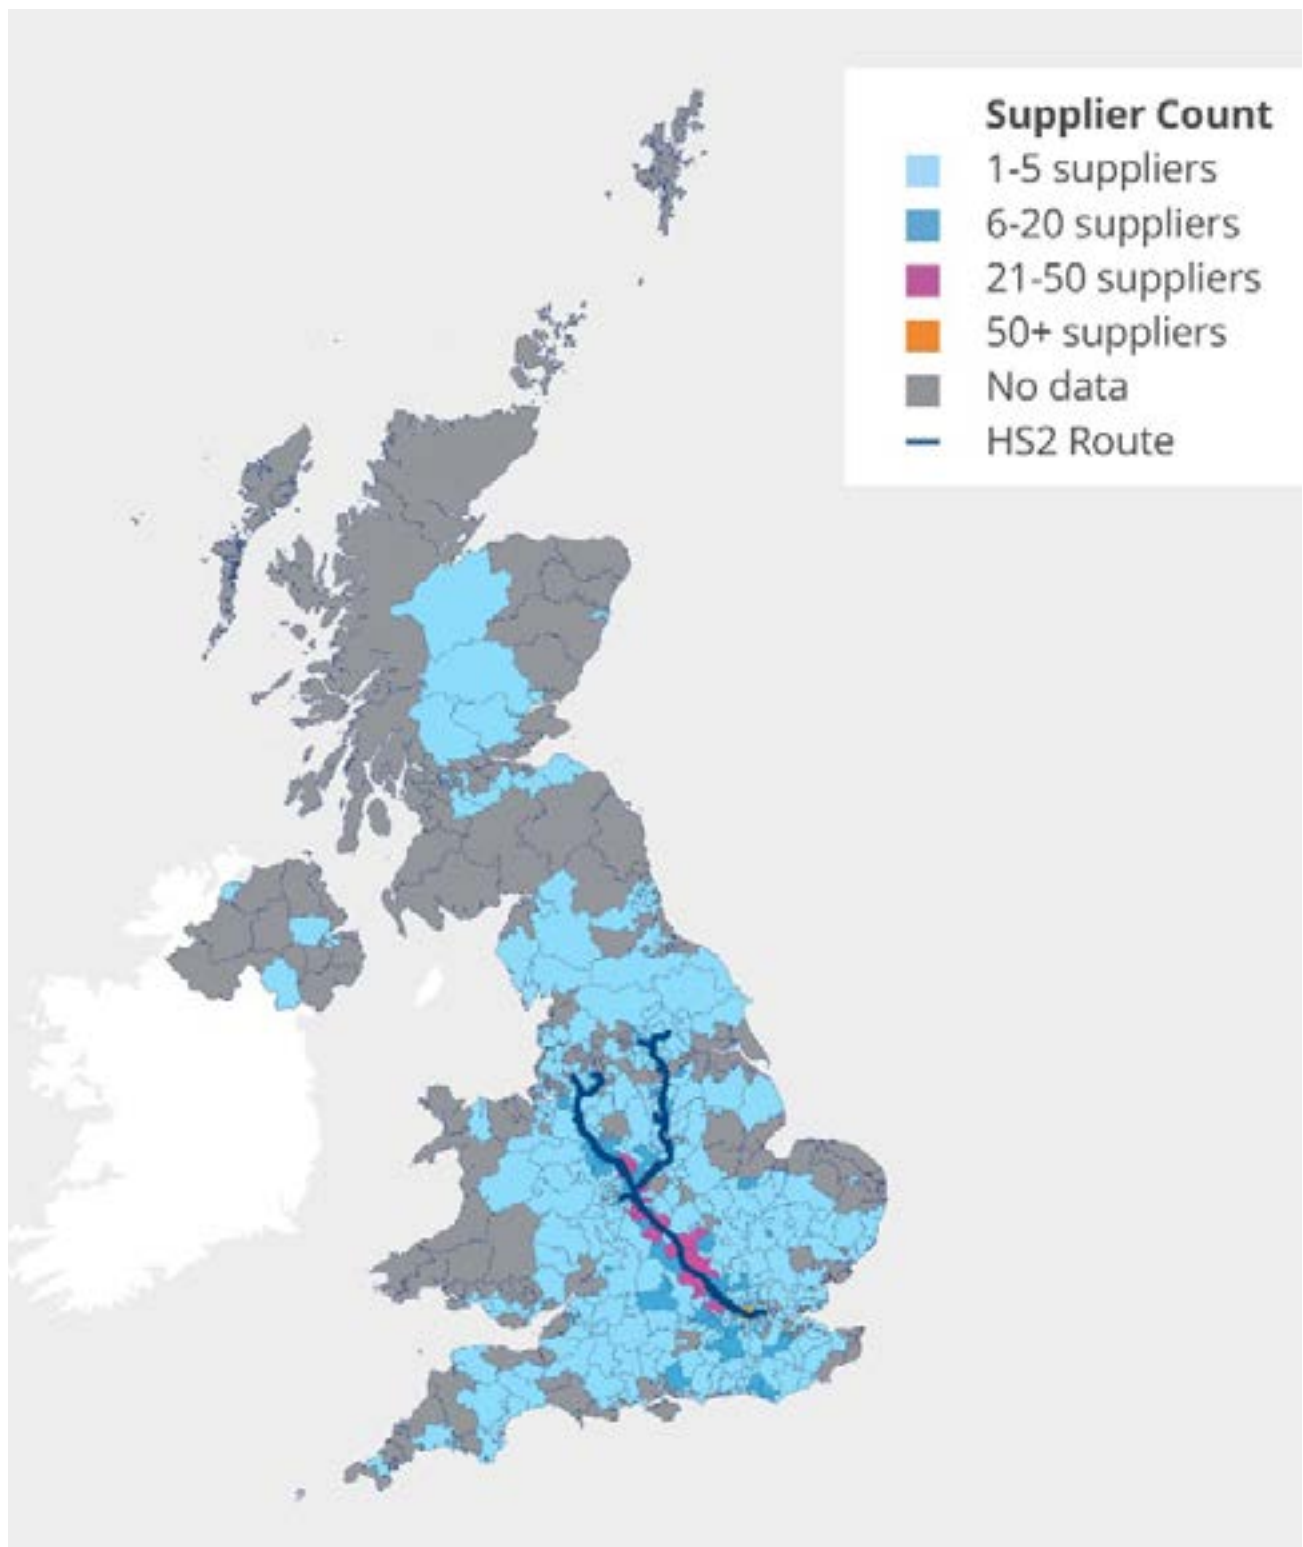 Supplier Count
1-5 suppliers
6-20 suppliers
21-50 suppliers
50+ suppliers
No data
HS2 Route